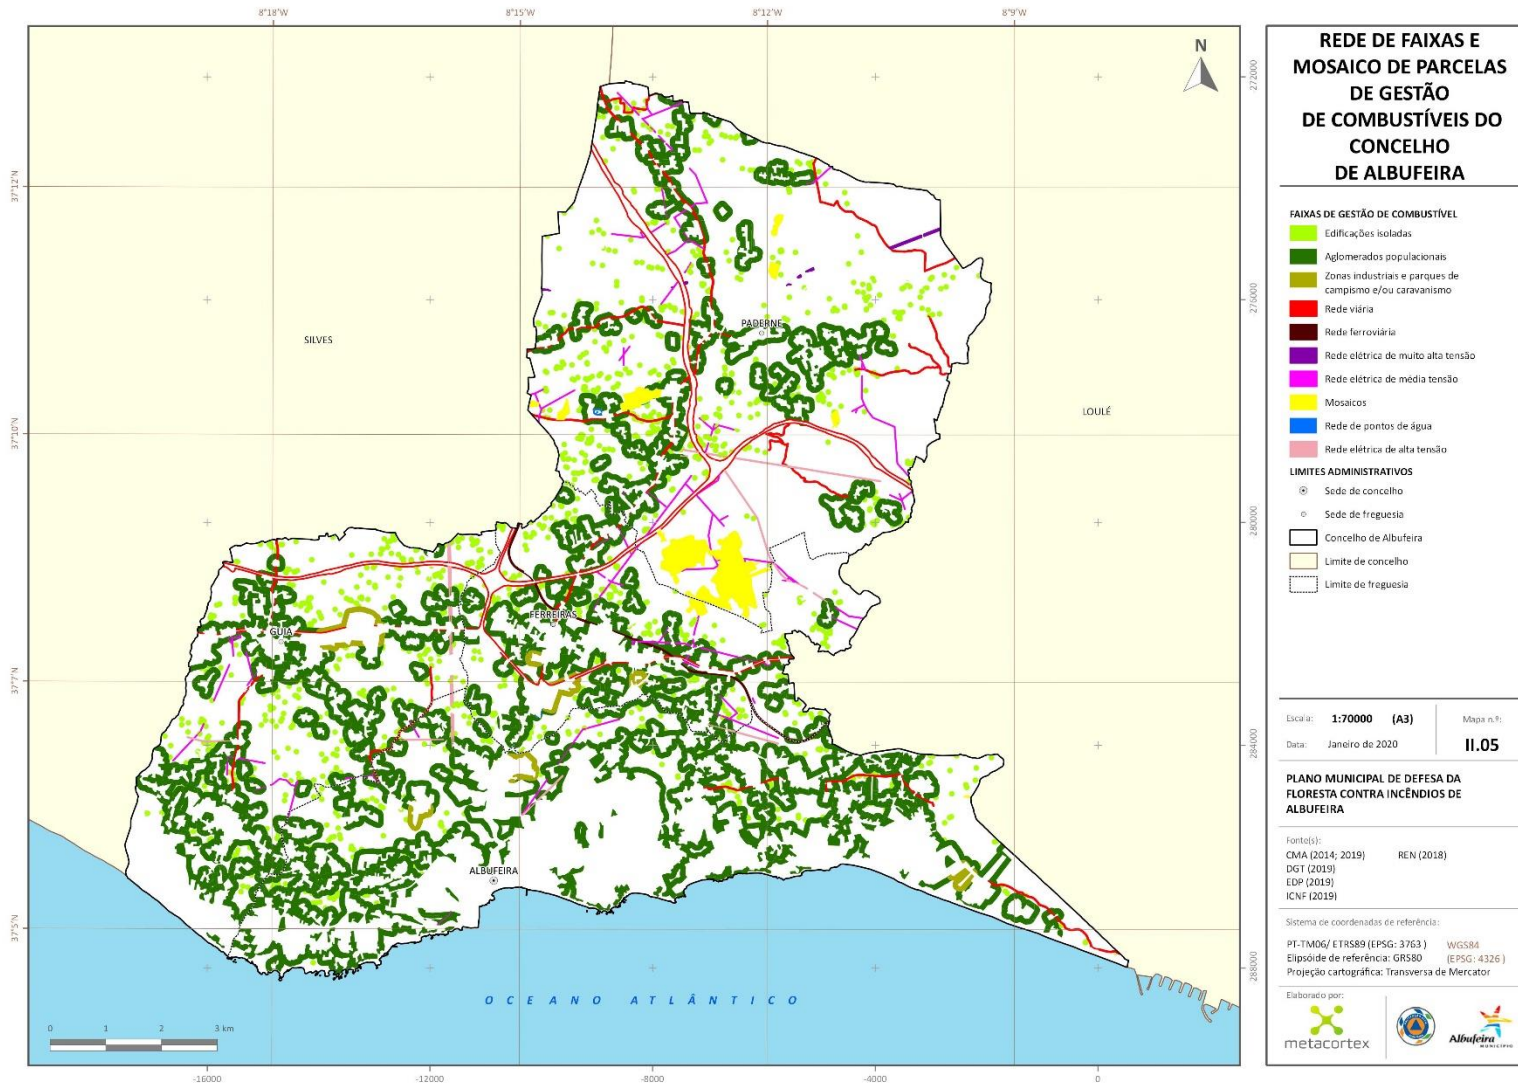 8°18'W
8°15'W
8°12'W
8°9'W
N
272000
276000
280000
284000
288000
37°12'N
37°10'N
37°7'N
37°5'N
SILVES
PADERNE
LOULÉ
FERREIRAS
GUIA
ALBUFEIRA
OCEANO ATLÂNTICO
0 1 2 3 km
-16000
-12000
-8000
-4000
0
REDE DE FAIXAS E
MOSAICO DE PARCELAS
DE GESTÃO
DE COMBUSTÍVEIS DO
CONCELHO
DE ALBUFEIRA
FAIXAS DE GESTÃO DE COMBUSTÍVEL
Edificações isoladas
Aglomerados populacionais
Zonas industriais e parques de
campismo e/ou caravanismo
Rede viária
Rede ferroviária
Rede elétrica de muito alta tensão
Rede elétrica de média tensão
Mosaicos
Rede de pontos de água
Rede elétrica de alta tensão
LIMITES ADMINISTRATIVOS
Sede de concelho
Sede de freguesia
Concelho de Albufeira
Limite de concelho
Limite de freguesia
Escala: 1:70000 (A3)
Mapa n.º:
Data: Janeiro de 2020
II.05
PLANO MUNICIPAL DE DEFESA DA
FLORESTA CONTRA INCÊNDIOS DE
ALBUFEIRA
Fonte(s):
CMA (2014; 2019) REN (2018)
DGT (2019)
EDP (2019)
ICNF (2019)
Sistema de coordenadas de referência:
PT-TM06/ ETRS89 (EPSG: 3763 ) WGS84
Elipsóide de referência: GRS80 (EPSG: 4326 )
Projeção cartográfica: Transversa de Mercator
Elaborado por:
metacortex
Albufeira
MUNICÍPIO